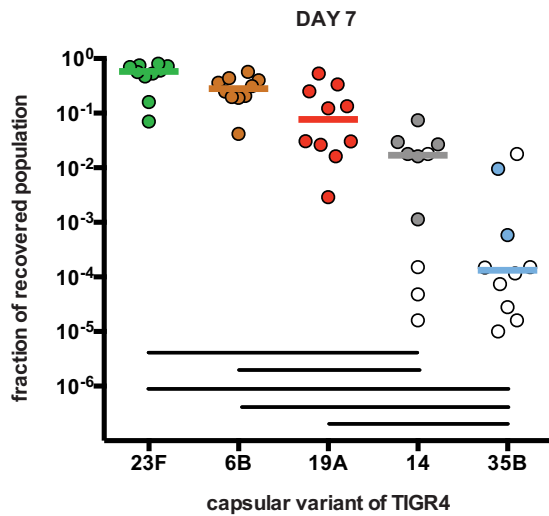 DAY 7
fraction of recovered population
10^0
10^-1
10^-2
10^-3
10^-4
10^-5
10^-6
23F 6B 19A 14 35B
capsular variant of TIGR4